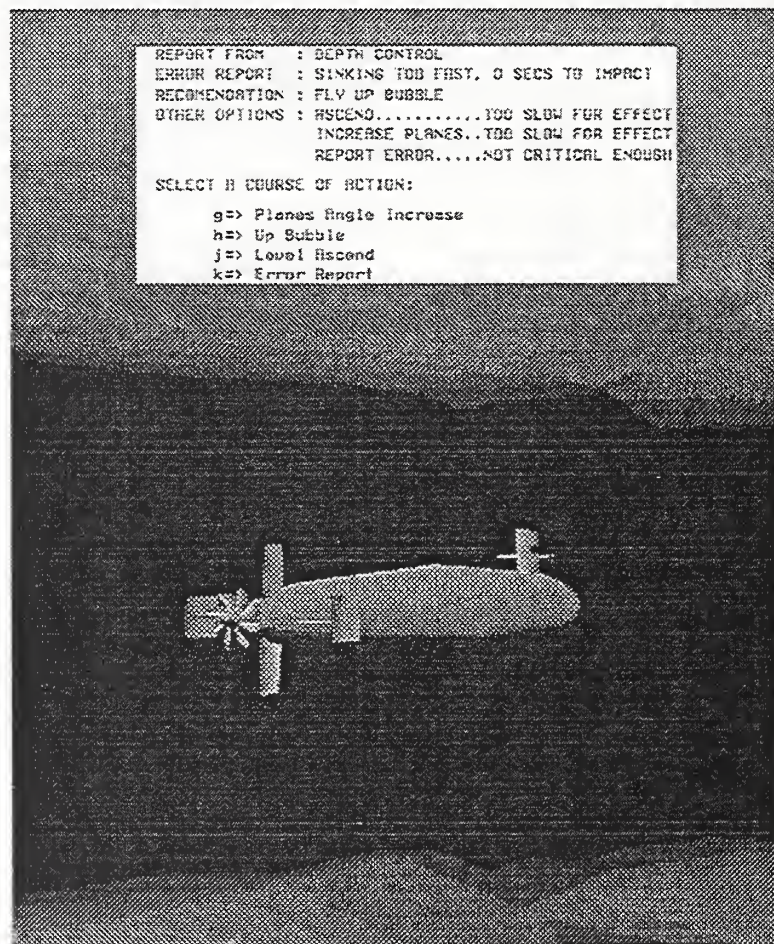 REPORT FROM : DEPTH CONTROL
ERROR REPORT : SINKING TOO FAST, 0 SECS TO IMPACT
RECOMENDATION : FLY UP BUBBLE
OTHER OPTIONS : ASCEND...........TOO SLOW FOR EFFECT
INCREASE PLANES..TOO SLOW FOR EFFECT
REPORT ERROR.....NOT CRITICAL ENOUGH
SELECT A COURSE OF ACTION:
g=> Planes Angle Increase
h=> Up Bubble
j=> Level Ascend
k=> Error Report